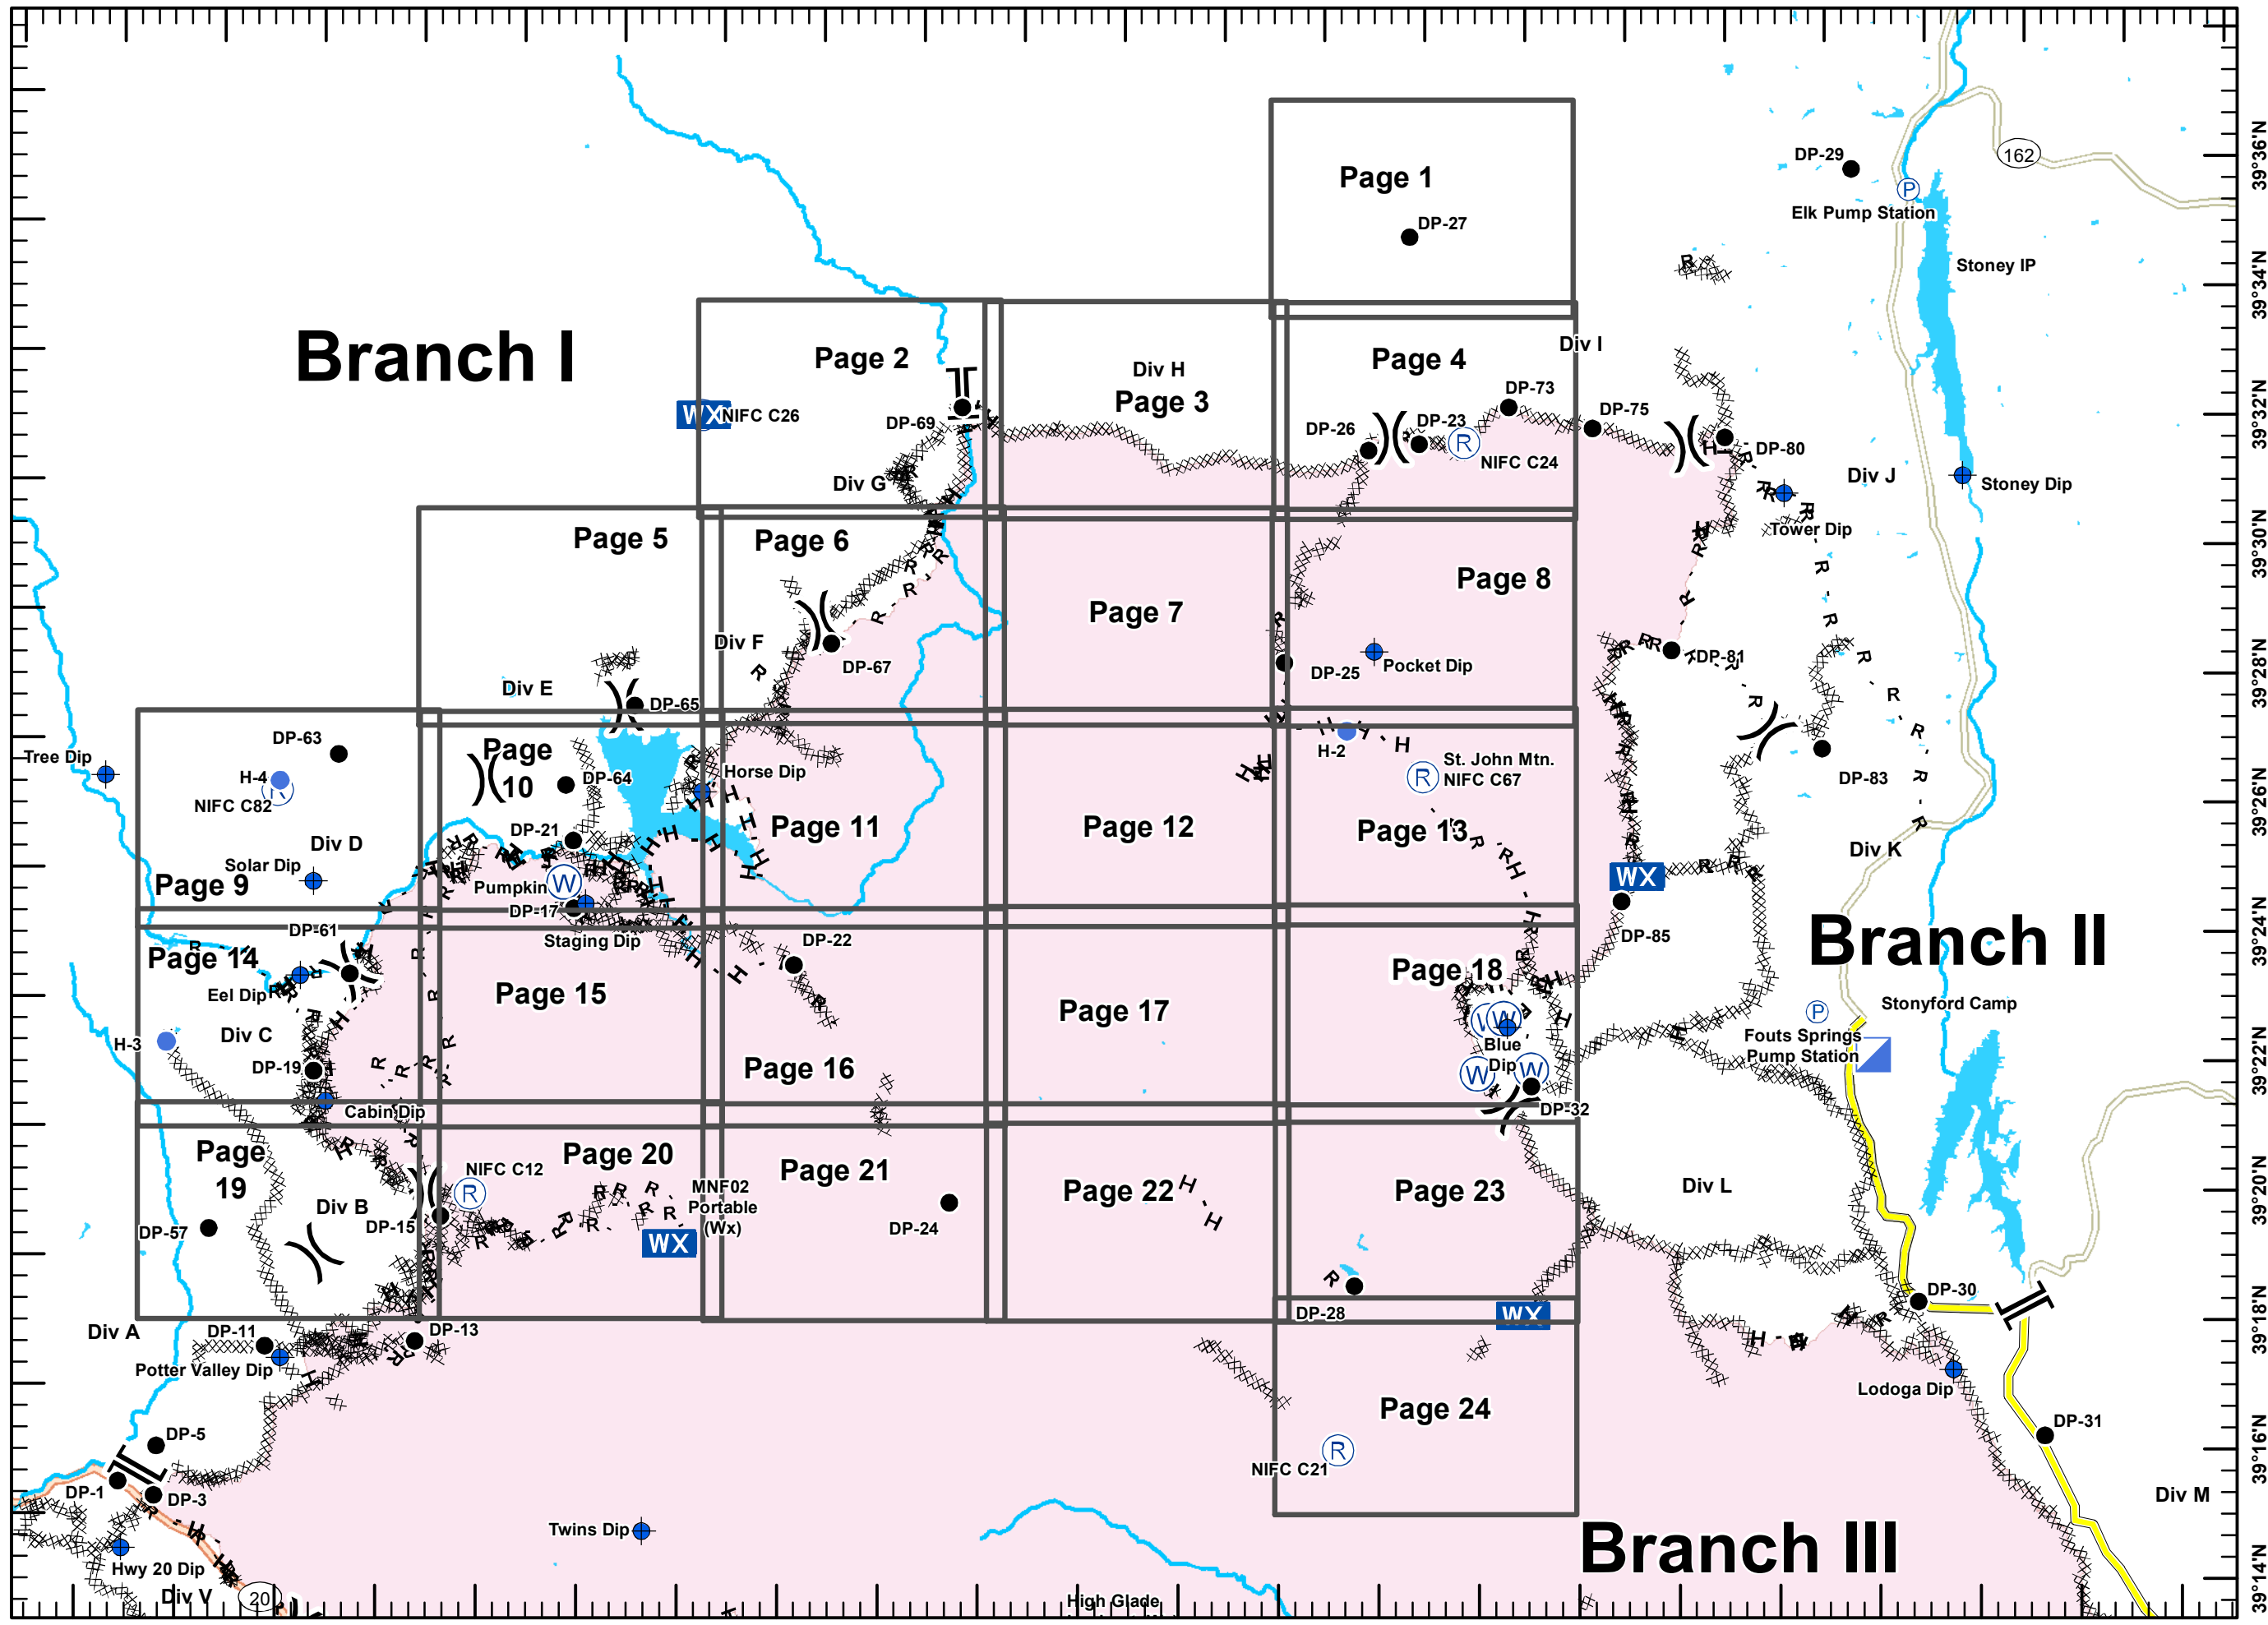 Page 1
DP-27
DP-29
162
39°36'N
P
Elk Pump Station
Stoney IP
R
39°34'N
Branch I
Page 2
Div H
Page 3
Page 4
Div I
WX
NIFC C26
DP-69
DP-26
DP-23
DP-73
DP-75
39°32'N
R
NIFC C24
DP-80
Div G
Div J
Stoney Dip
Tower Dip
Page 5
Page 6
39°30'N
Page 7
Page 8
Div F
DP-67
DP-25
Pocket Dip
DP-81
39°28'N
Div E
DP-65
DP-63
Page
10
Tree Dip
H-4
NIFC C82
DP-64
Horse Dip
H-2
St. John Mtn.
NIFC C67
R
DP-83
39°26'N
Div D
DP-21
Page 11
Page 12
Page 13
Solar Dip
Div K
Page 9
Pumpkin
W
DP-17
WX
39°24'N
DP-61
Staging Dip
DP-22
DP-85
Branch II
Page 14
Page 15
Page 18
Eel Dip
Page 17
Stonyford Camp
Div C
H-3
W
W
P
Fouts Springs
Pump Station
39°22'N
DP-19
Page 16
Blue
Dip
W
W
Cabin Dip
DP-32
Page
19
Page 20
Page 21
Page 22
Page 23
Div L
39°20'N
NIFC C12
R
MNF02
Portable
(Wx)
Div B
DP-15
DP-57
WX
DP-24
DP-28
WX
DP-30
39°18'N
Div A
DP-11
DP-13
Potter Valley Dip
Lodoga Dip
Page 24
DP-5
NIFC C21
R
DP-31
39°16'N
DP-1
DP-3
Div M
Twins Dip
Branch III
Hwy 20 Dip
Div V
20
High Glade
39°14'N